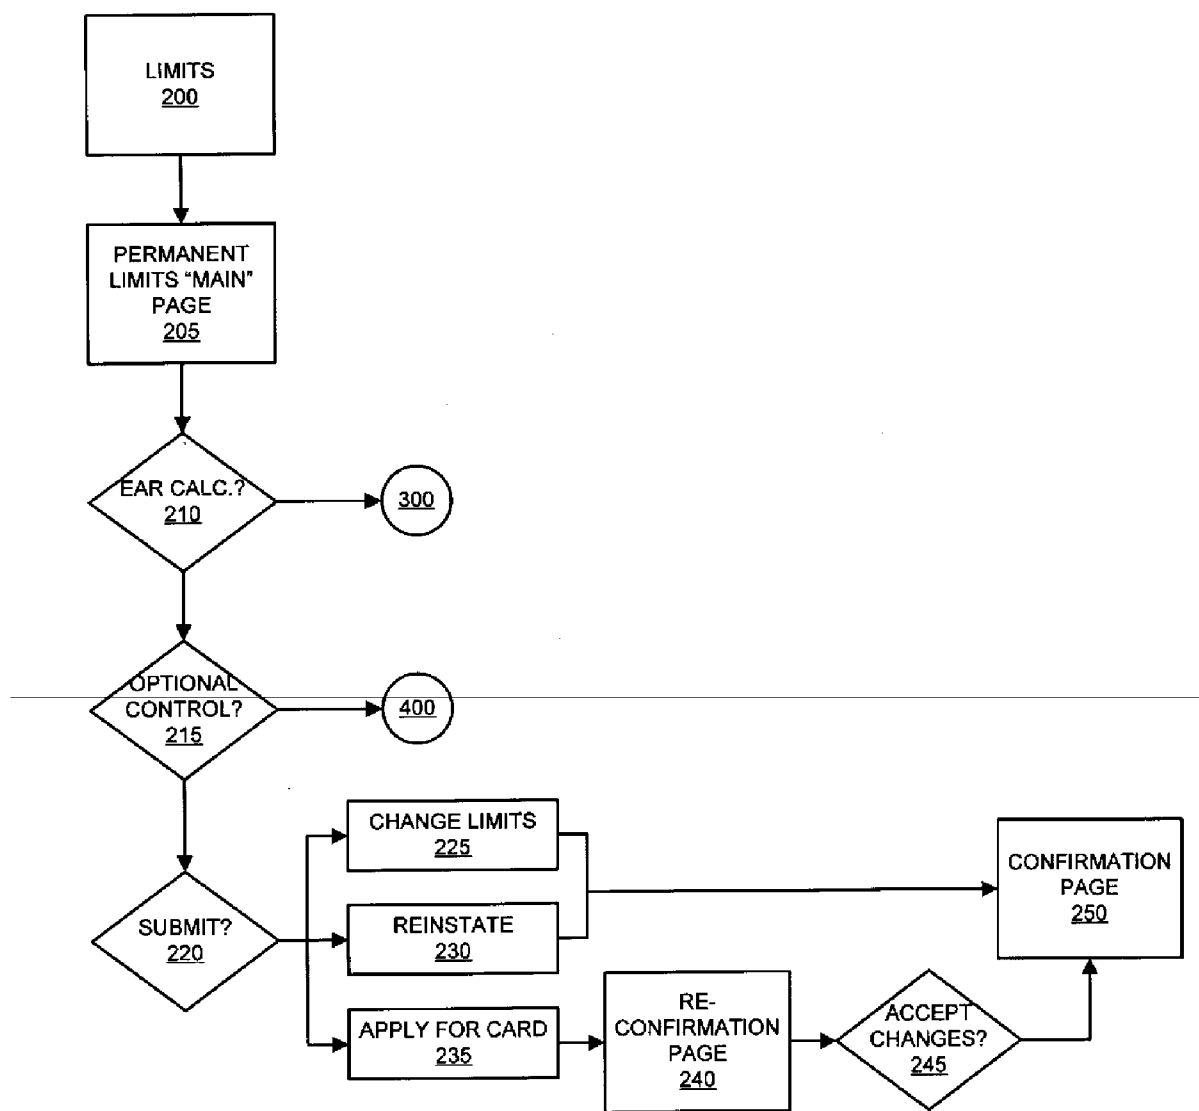 LIMITS
200
PERMANENT
LIMITS “MAIN”
PAGE
205
EAR CALC.?
210
300
OPTIONAL
CONTROL?
215
400
SUBMIT?
220
CHANGE LIMITS
225
REINSTATE
230
APPLY FOR CARD
235
RE-
CONFIRMATION
PAGE
240
ACCEPT
CHANGES?
245
CONFIRMATION
PAGE
250